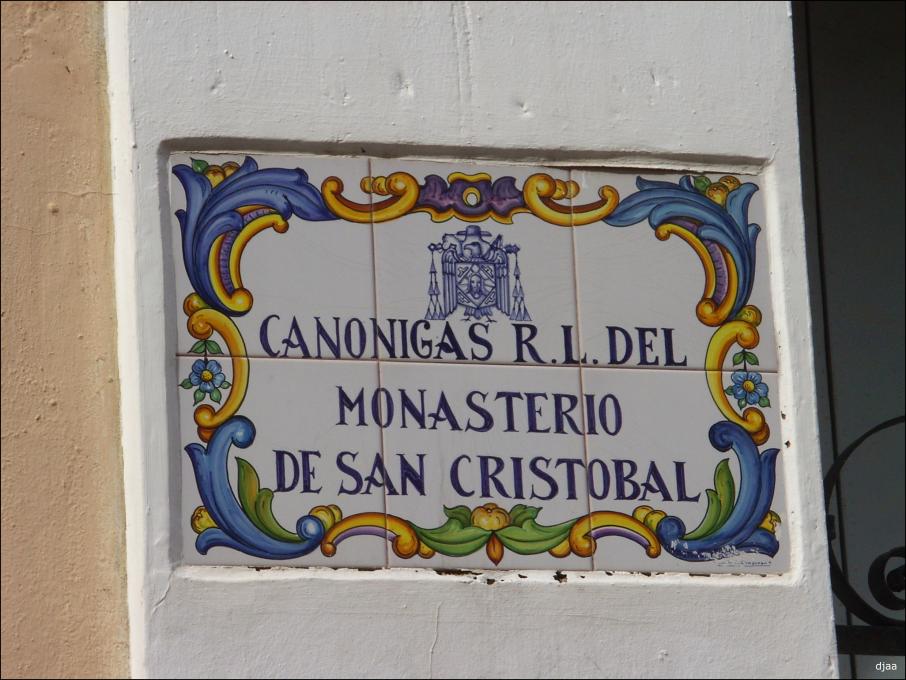 CANONIGAS R.L. DEL
MONASTERIO
DE SAN CRISTOBAL
djaa